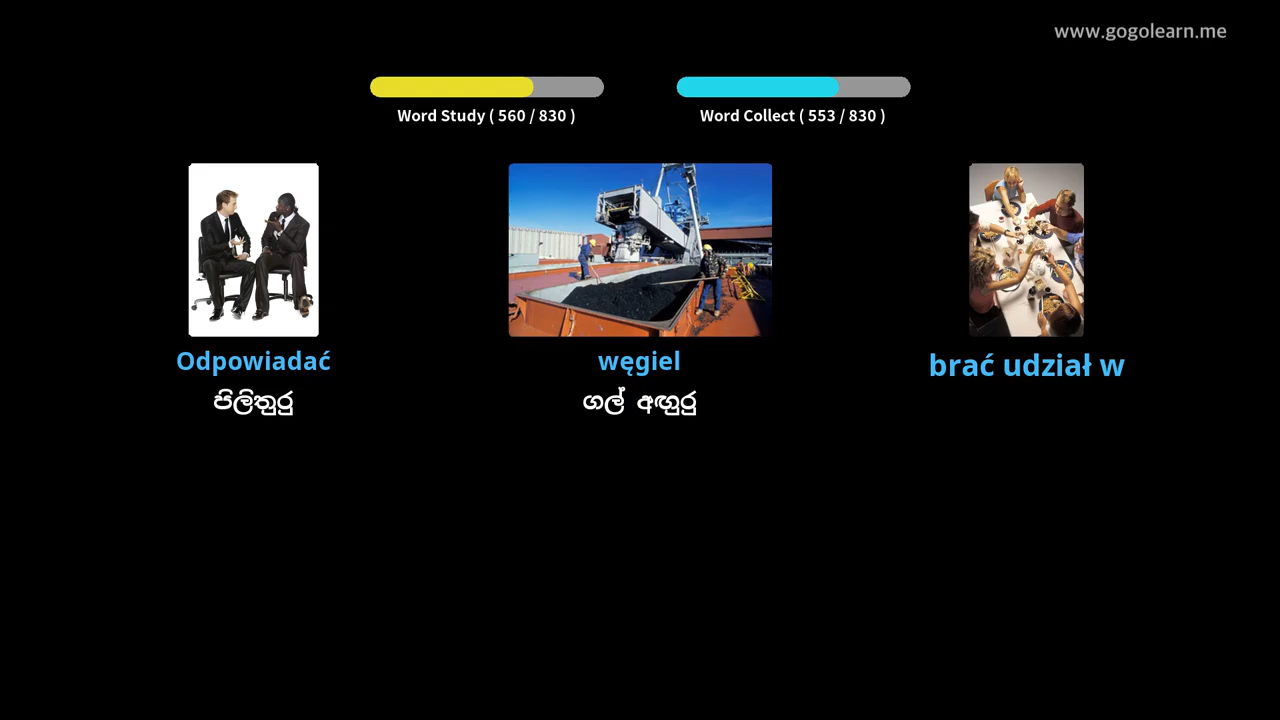 www.gogolearn.me
Word Study ( 560 / 830 )
Word Collect ( 553 / 830 )
Odpowiadać
węgiel
brać udział w
පිලිතුරු
ගල් අඟුරු